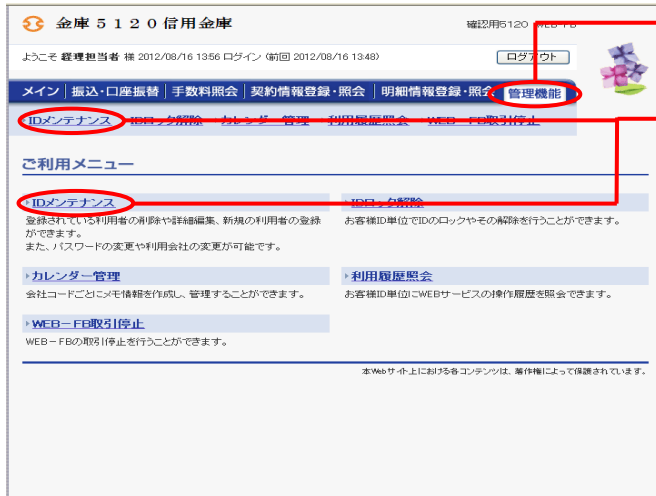 金庫５１２０信用金庫
確認用5120 WEB-FB
ようこそ 経理担当者 様 2012/08/16 13:56 ログイン (前回 2012/08/16 13:48)
ログアウト
メイン 振込・口座振替 手数料照会 契約情報登録・照会 明細情報登録・照会 管理機能
IDメンテナンス IDロック解除 カレンダー管理 利用履歴照会 WEB－FB取引停止
ご利用メニュー
IDメンテナンス
登録されている利用者の削除や詳細編集、新規の利用者の登録
ができます。
また、パスワードの変更や利用会社の変更が可能です。
IDロック解除
お客様ID単位でIDのロックやその解除を行うことができます。
カレンダー管理
会社コードごとにメモ情報を作成し、管理することができます。
利用履歴照会
お客様ID単位にWEBサービスの操作履歴を照会できます。
WEB－FB取引停止
WEB－FBの取引停止を行うことができます。
本Webサイト上における各コンテンツは、著作権によって保護されています。